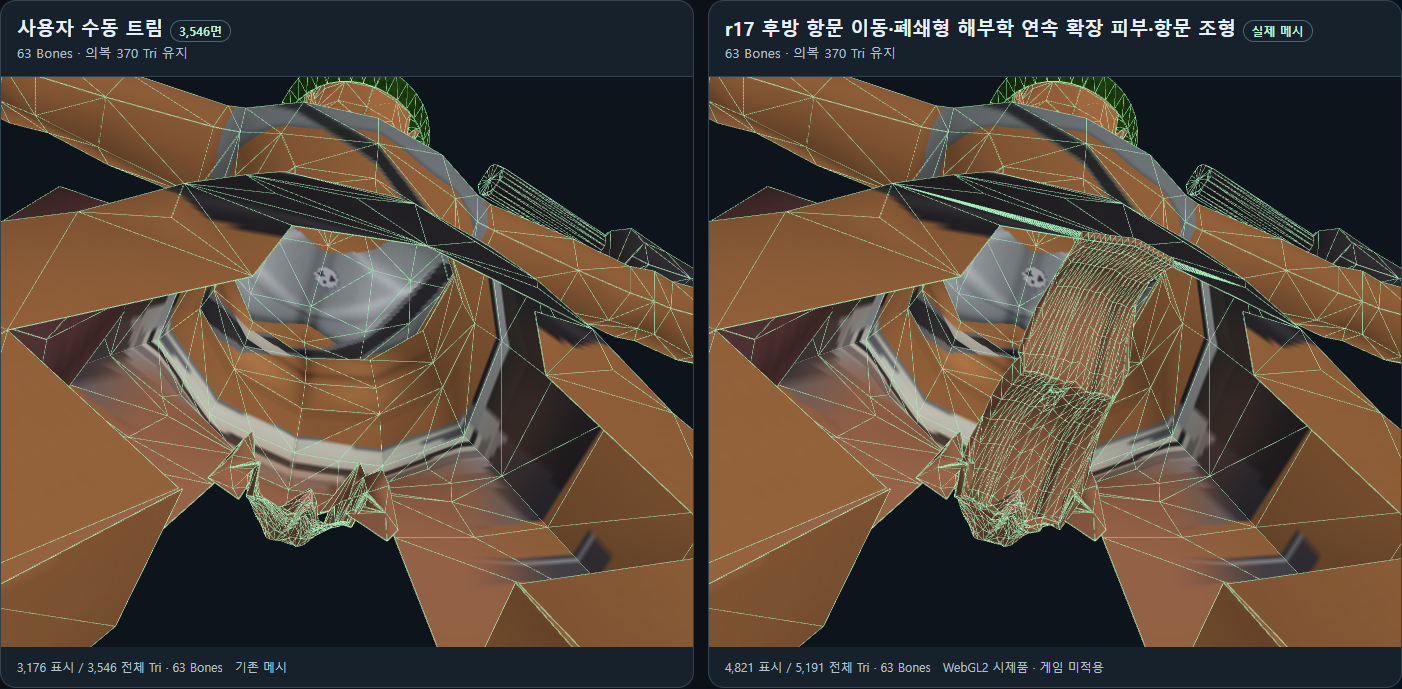 사용자 수동 트림 3,546면
63 Bones · 의복 370 Tri 유지
3,176 표시 / 3,546 전체 Tri · 63 Bones 기존 메시
r17 후방 항문 이동·폐쇄형 해부학 연속 확장 피부·항문 조형 실제 메시
63 Bones · 의복 370 Tri 유지
4,821 표시 / 5,191 전체 Tri · 63 Bones WebGL2 시제품 · 게임 미적용